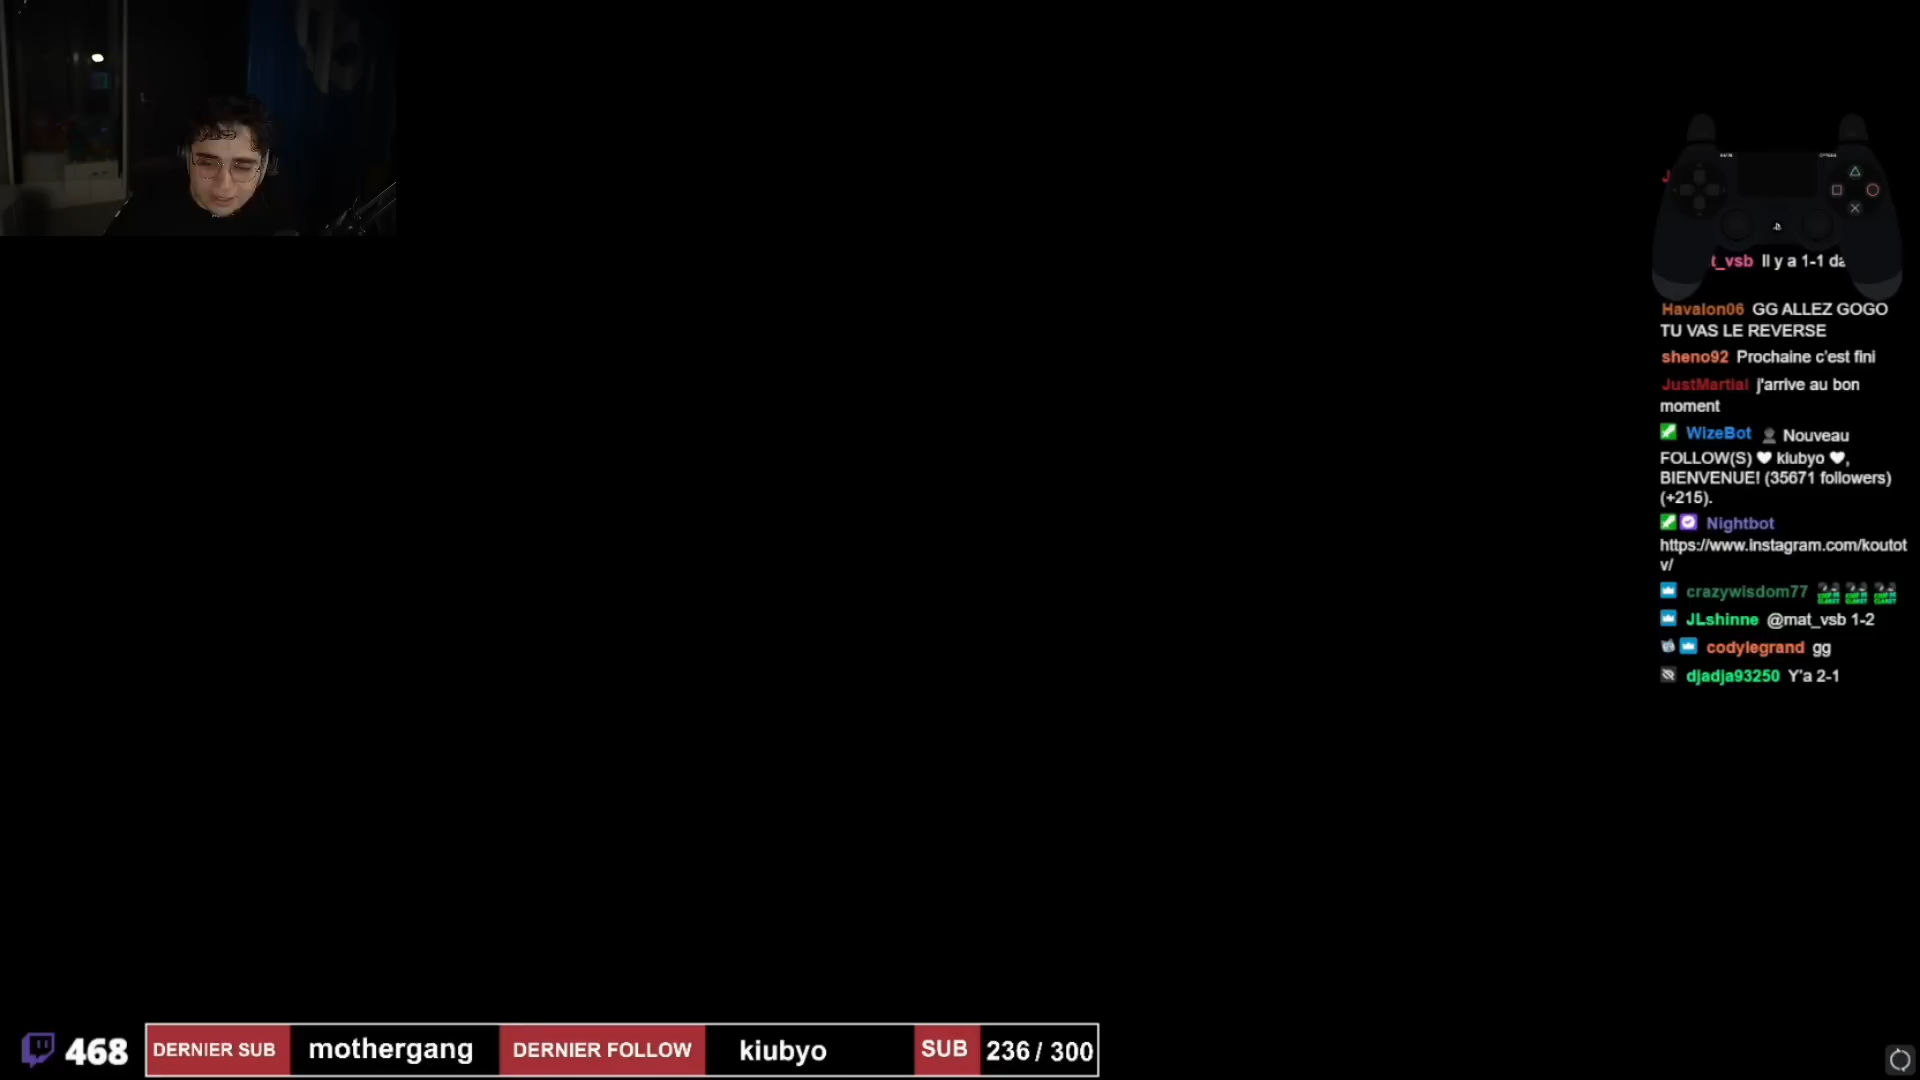 t_vsb Il y a 1-1 da
Havalon06 GG ALLEZ GOGO
TU VAS LE REVERSE
sheno92 Prochaine c'est fini
JustMartial j'arrive au bon
moment
WizeBot Nouveau
FOLLOW(S) kiubyo ,
BIENVENUE! (35671 followers)
(+215).
Nightbot
https://www.instagram.com/koutot
v/
crazywisdom77
JLshinne @mat_vsb 1-2
codylegrand gg
djadja93250 Y'a 2-1
468 DERNIER SUB mothergang DERNIER FOLLOW kiubyo SUB 236 / 300